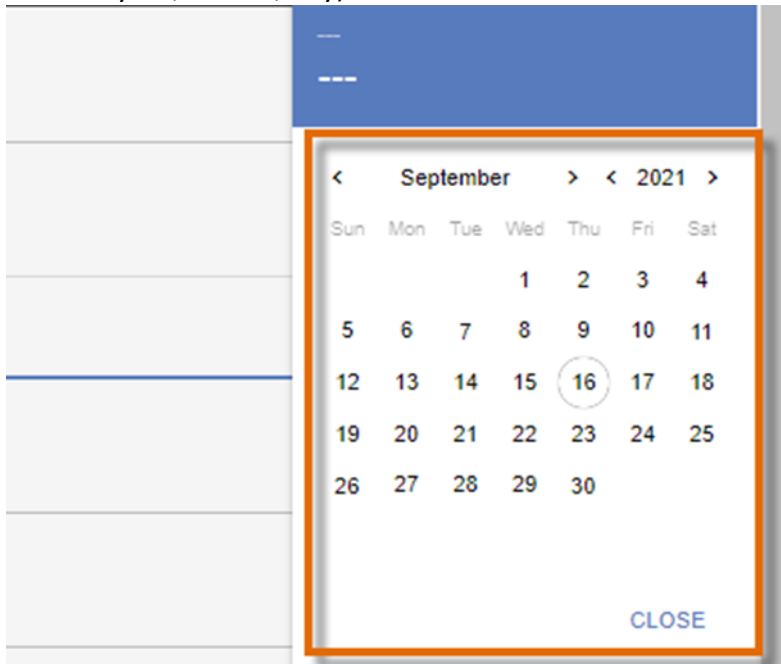 ---
---
< September > < 2021 >
Sun Mon Tue Wed Thu Fri Sat
1 2 3 4
5 6 7 8 9 10 11
12 13 14 15 16 17 18
19 20 21 22 23 24 25
26 27 28 29 30
CLOSE